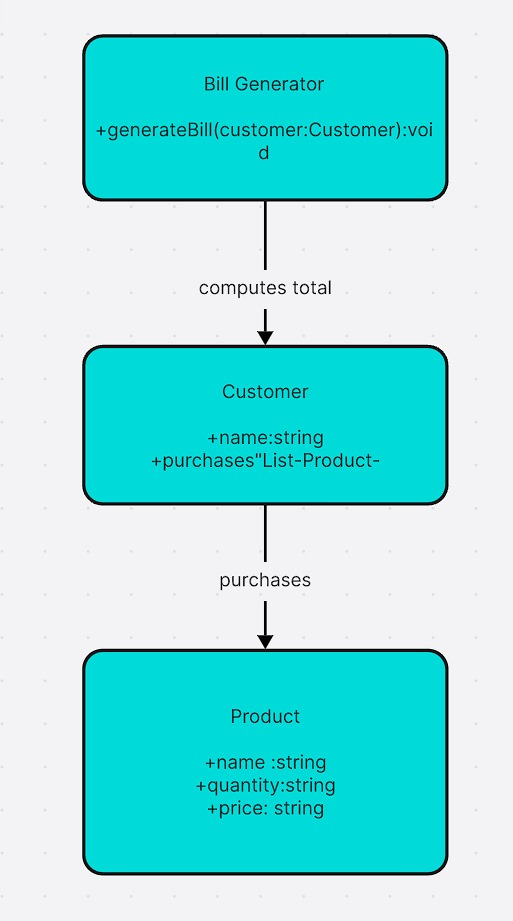 Bill Generator
+generateBill(customer:Customer):voi
d
computes total
Customer
+name:string
+purchases"List-Product-
purchases
Product
+name :string
+quantity:string
+price: string